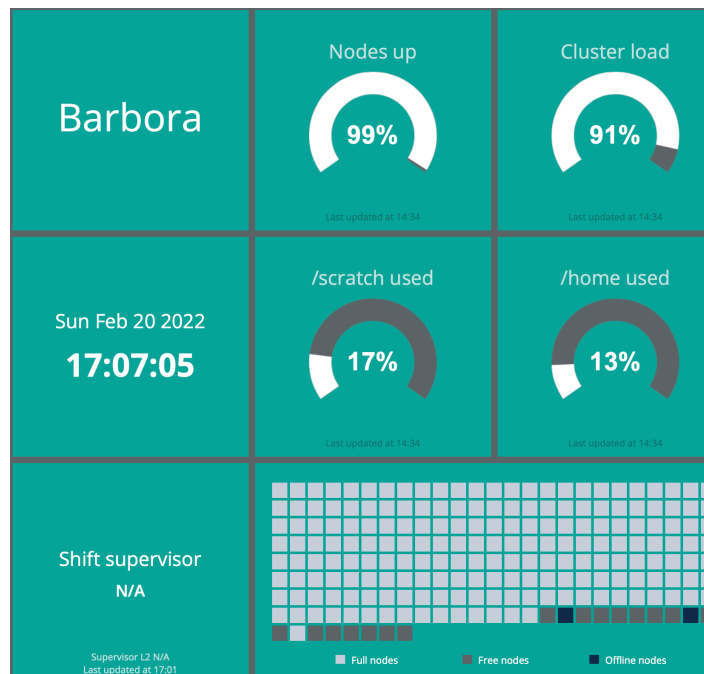 Barbora
Nodes up
99%
Last updated at 14:34
Cluster load
91%
Last updated at 14:34
Sun Feb 20 2022
17:07:05
/scratch used
17%
Last updated at 14:34
/home used
13%
Last updated at 14:34
Shift supervisor
N/A
Supervisor L2 N/A
Last updated at 17:01
Full nodes
Free nodes
Offline nodes